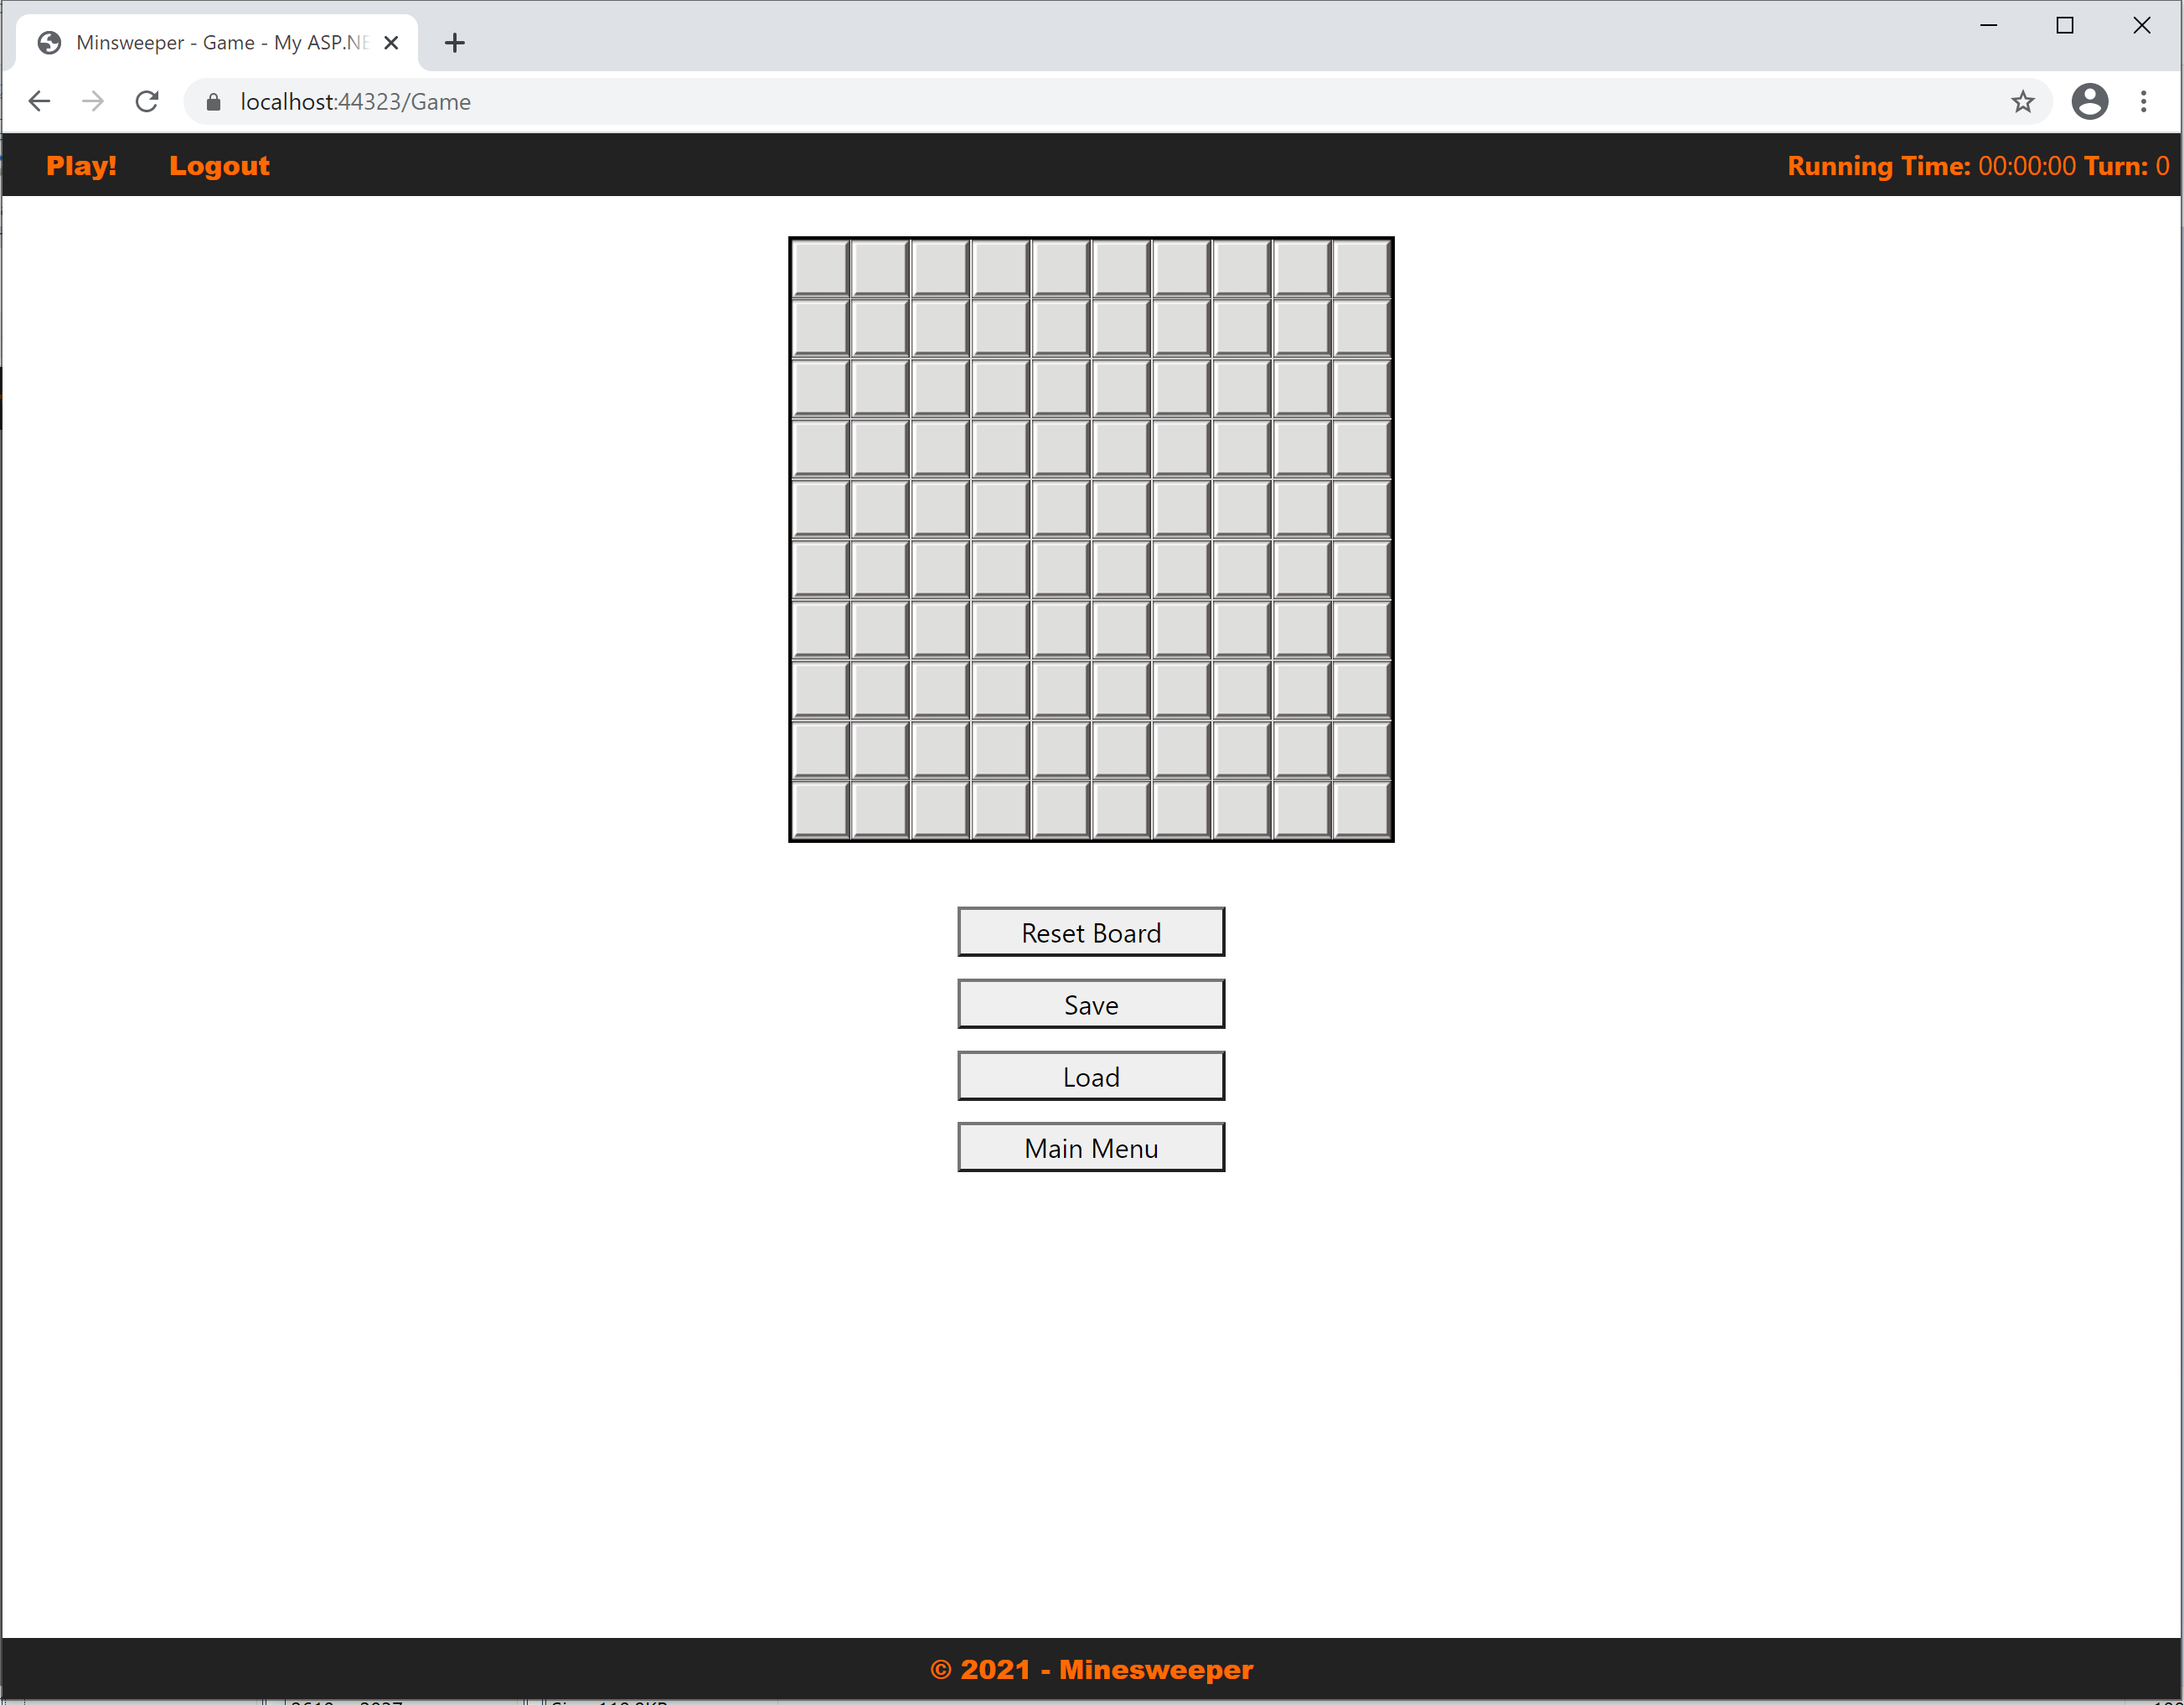 Minsweeper - Game - My ASP.NE
localhost:44323/Game
Play! Logout Running Time: 00:00:00 Turn: 0
Reset Board
Save
Load
Main Menu
© 2021 - Minesweeper